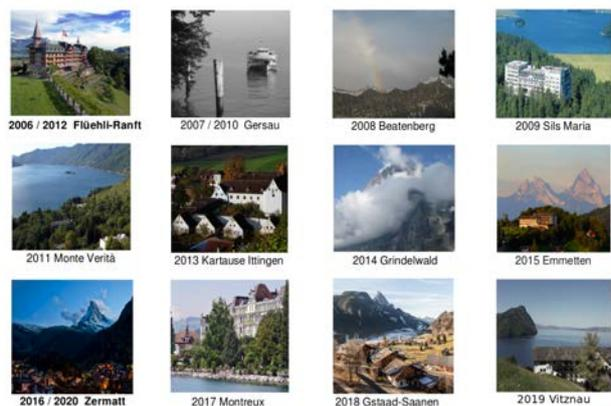 2006 / 2012 Flüehli-Ranft
2007 / 2010 Gersau
2008 Beatenberg
2009 Sils Maria
2011 Monte Verità
2013 Kartause Ittingen
2014 Grindelwald
2015 Emmetten
2016 / 2020 Zermatt
2017 Montreux
2018 Gstaad-Saanen
2019 Vitznau